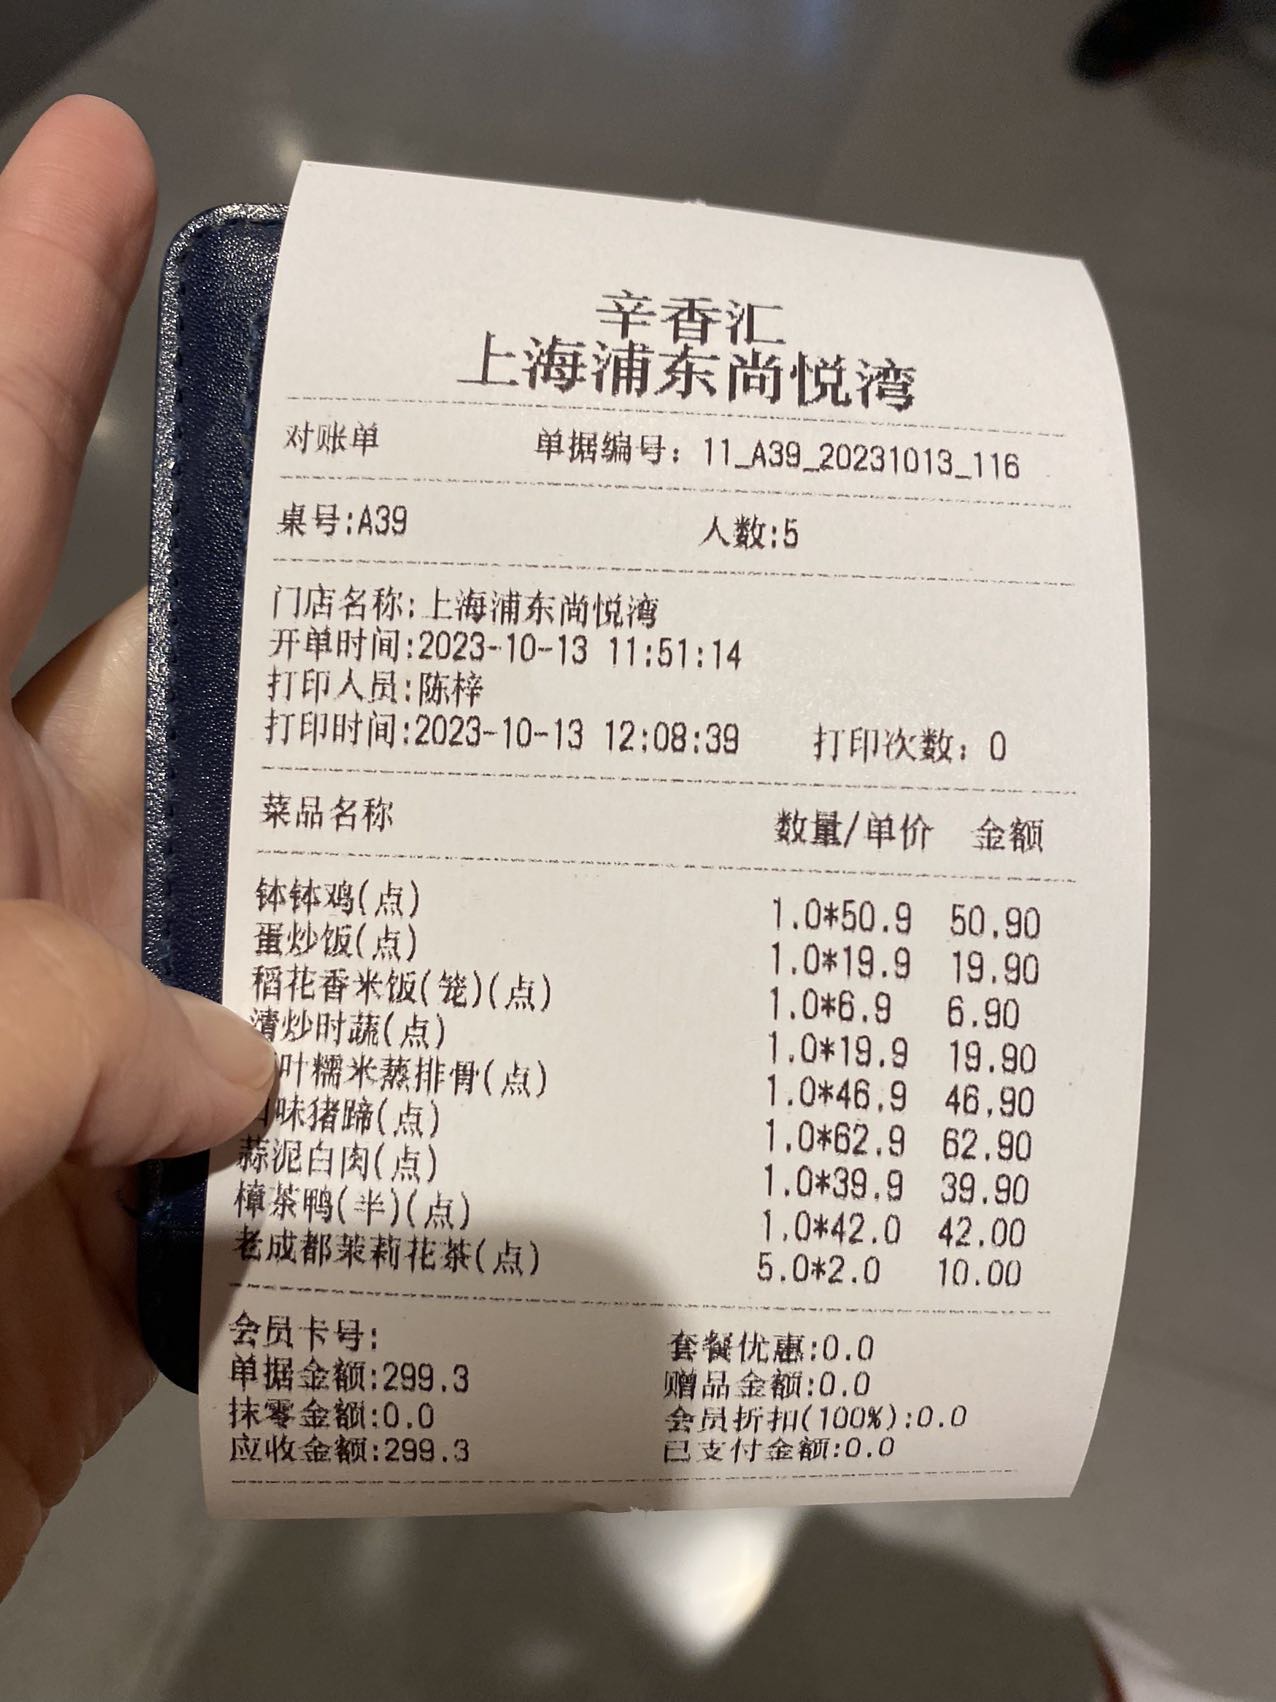 辛香汇
上海浦东尚悦湾
对账单 单据编号：11_A39_20231013_116
桌号:A39 人数:5
门店名称:上海浦东尚悦湾
开单时间:2023-10-13 11:51:14
打印人员:陈梓
打印时间:2023-10-13 12:08:39 打印次数：0
菜品名称 数量/单价 金额
钵钵鸡(点) 1.0*50.9 50.90
蛋炒饭(点) 1.0*19.9 19.90
稻花香米饭(笼)(点) 1.0*6.9 6.90
清炒时蔬(点) 1.0*19.9 19.90
叶糯米蒸排骨(点) 1.0*46.9 46.90
味猪蹄(点) 1.0*62.9 62.90
蒜泥白肉(点) 1.0*39.9 39.90
樟茶鸭(半)(点) 1.0*42.0 42.00
老成都茉莉花茶(点) 5.0*2.0 10.00
会员卡号: 套餐优惠:0.0
单据金额:299.3 赠品金额:0.0
抹零金额:0.0 会员折扣(100%):0.0
应收金额:299.3 已支付金额:0.0